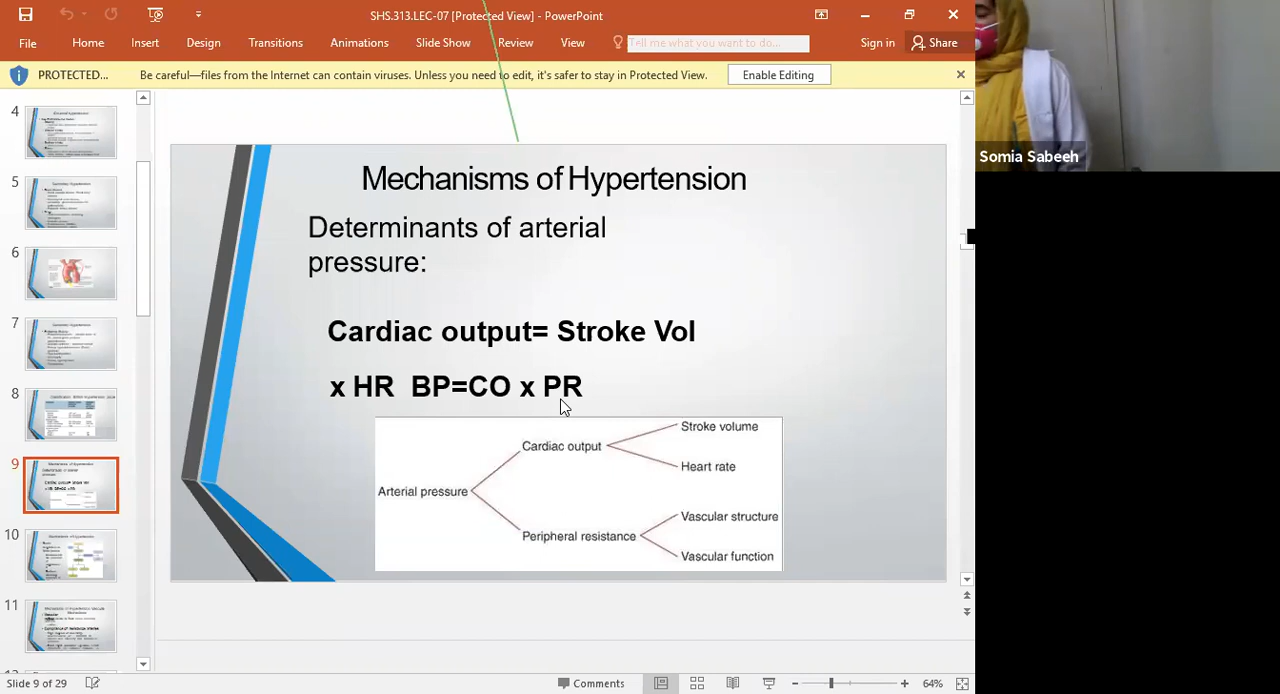 SHS.313.LEC-07 [Protected View] - PowerPoint
File Home Insert Design Transitions Animations Slide Show Review View Tell me what you want to do... Sign in Share
PROTECTED... Be careful—files from the Internet can contain viruses. Unless you need to edit, it's safer to stay in Protected View. Enable Editing
4
5
6
7
8
9
10
11
Mechanisms of Hypertension
Determinants of arterial
pressure:
Cardiac output= Stroke Vol
x HR BP=CO x PR
Stroke volume
Cardiac output
Heart rate
Arterial pressure
Vascular structure
Peripheral resistance
Vascular function
Somia Sabeeh
Slide 9 of 29 Comments 64%